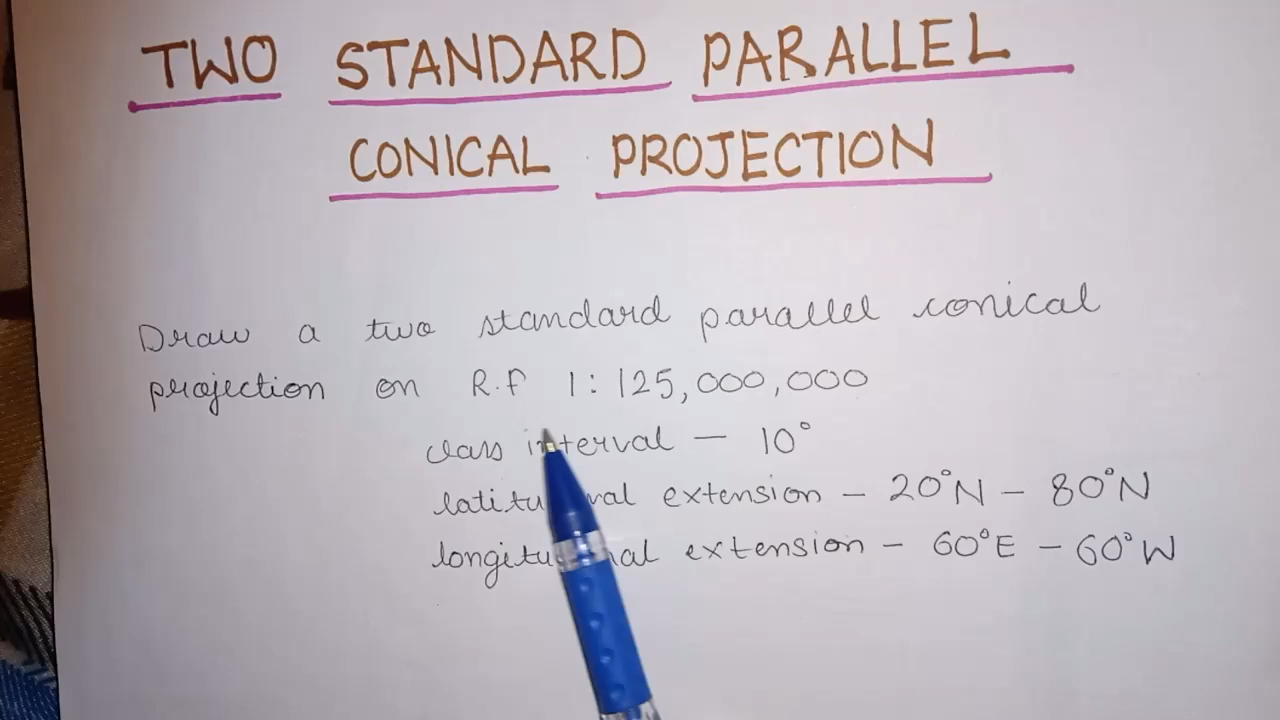 TWO STANDARD PARALLEL
CONICAL PROJECTION
Draw a two standard parallel conical
projection on R.F 1:125,000,000
class interval – 10°
extension – 20°N – 80°N
extension – 60°E – 60°W